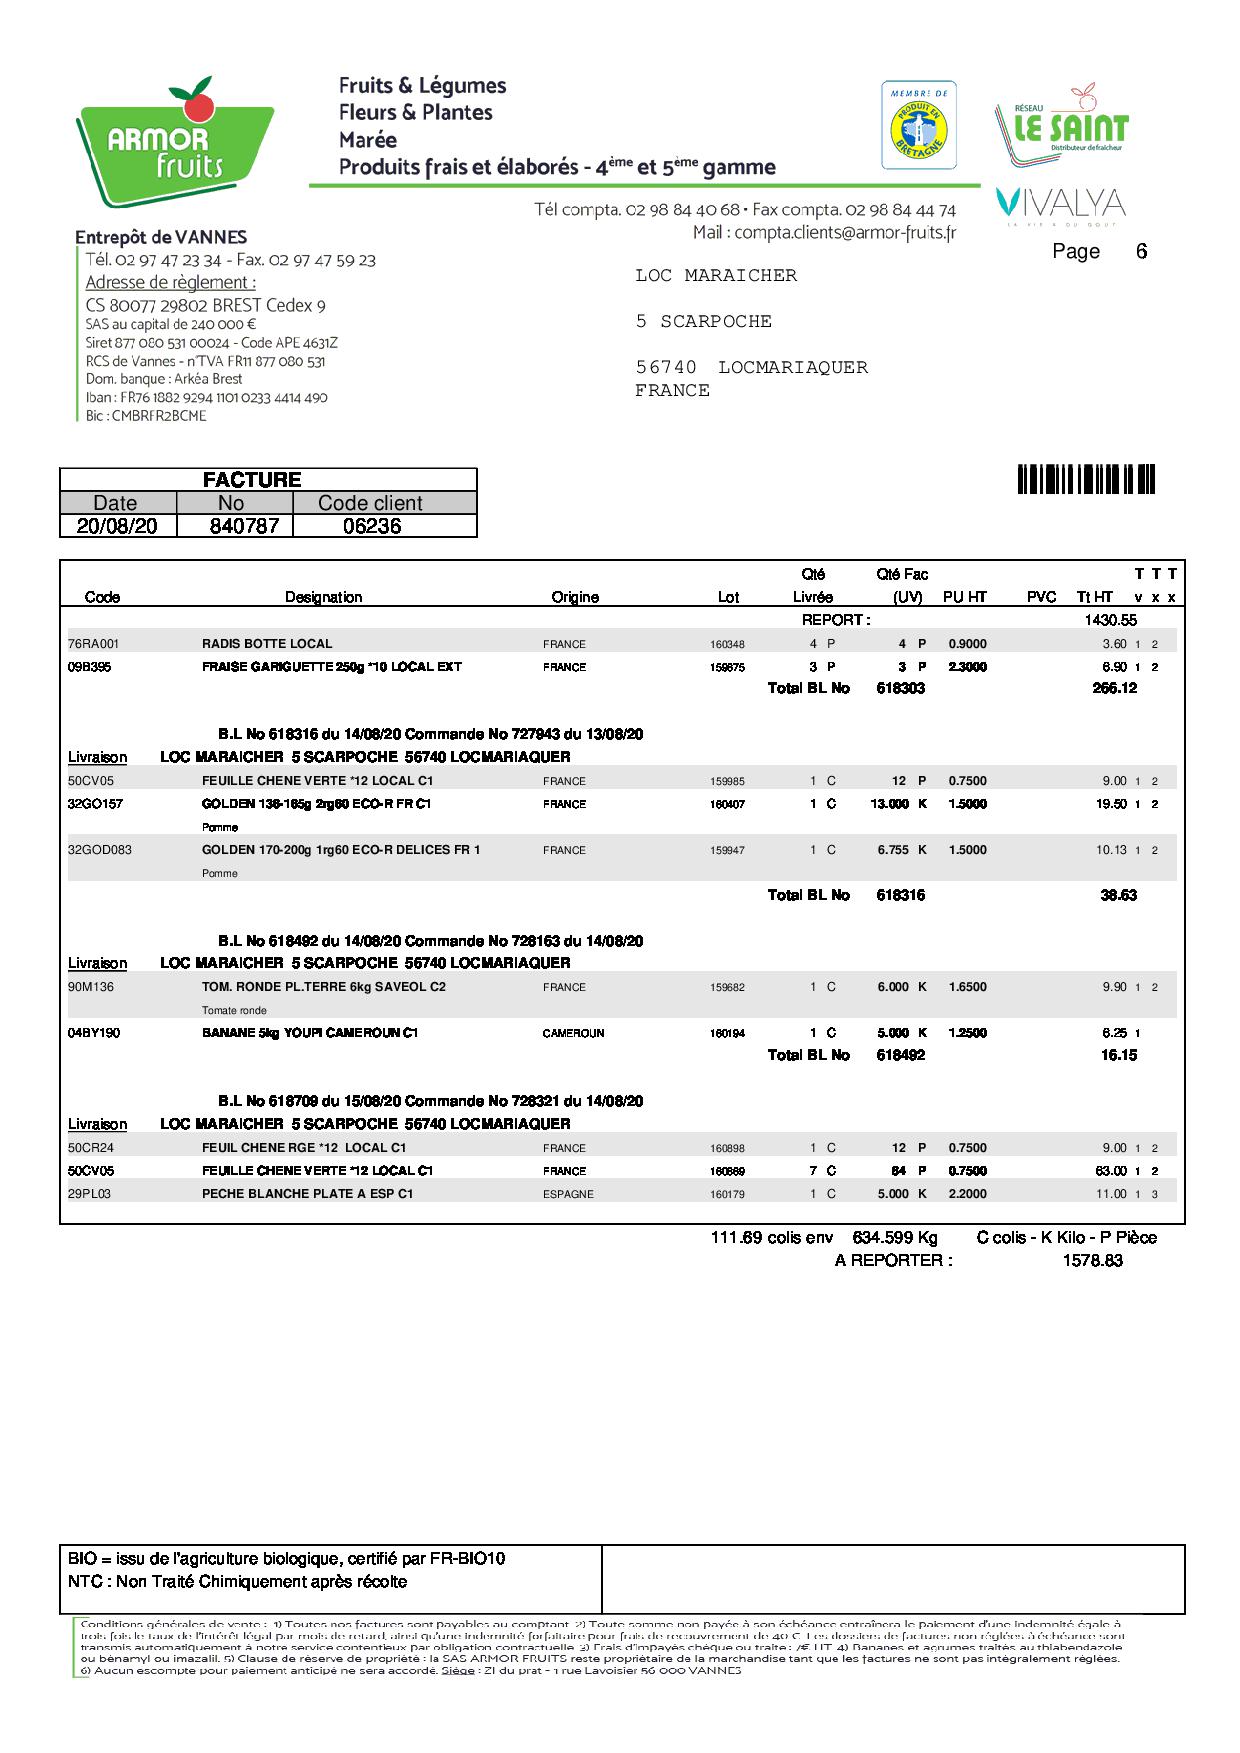 ARMOR
fruits
Fruits & Légumes
Fleurs & Plantes
Marée
Produits frais et élaborés - 4ème et 5ème gamme
MEMBRE DE
PRODUIT EN
BRETAGNE
RÉSEAU
LE SAINT
Distributeur de fraîcheur
VIVALYA
LA VIE A DU GOUT
Tél compta. 02 98 84 40 68 • Fax compta. 02 98 84 44 74
Mail : compta.clients@armor-fruits.fr
Page 6
Entrepôt de VANNES
Tél. 02 97 47 23 34 - Fax. 02 97 47 59 23
Adresse de règlement :
CS 80077 29802 BREST Cedex 9
SAS au capital de 240 000 €
Siret 877 080 531 00024 - Code APE 4631Z
RCS de Vannes - n°TVA FR11 877 080 531
Dom. banque : Arkéa Brest
Iban : FR76 1882 9294 1101 0233 4414 490
Bic : CMBRFR2BCME
LOC MARAICHER
5 SCARPOCHE
56740 LOCMARIAQUER
FRANCE
FACTURE
Date No Code client
20/08/20 840787 06236
Qté Qté Fac T T T
Code Designation Origine Lot Livrée (UV) PU HT PVC Tt HT v x x
REPORT : 1430.55
76RA001 RADIS BOTTE LOCAL FRANCE 160348 4 P 4 P 0.9000 3.60 1 2
09B395 FRAISE GARIGUETTE 250g *10 LOCAL EXT FRANCE 159875 3 P 3 P 2.3000 6.90 1 2
Total BL No 618303 266.12
B.L No 618316 du 14/08/20 Commande No 727943 du 13/08/20
Livraison LOC MARAICHER 5 SCARPOCHE 56740 LOCMARIAQUER
50CV05 FEUILLE CHENE VERTE *12 LOCAL C1 FRANCE 159985 1 C 12 P 0.7500 9.00 1 2
32GO157 GOLDEN 136-165g 2rg60 ECO-R FR C1 FRANCE 160407 1 C 13.000 K 1.5000 19.50 1 2
Pomme
32GOD083 GOLDEN 170-200g 1rg60 ECO-R DELICES FR 1 FRANCE 159947 1 C 6.755 K 1.5000 10.13 1 2
Pomme
Total BL No 618316 38.63
B.L No 618492 du 14/08/20 Commande No 728163 du 14/08/20
Livraison LOC MARAICHER 5 SCARPOCHE 56740 LOCMARIAQUER
90M136 TOM. RONDE PL.TERRE 6kg SAVEOL C2 FRANCE 159682 1 C 6.000 K 1.6500 9.90 1 2
Tomate ronde
04BY190 BANANE 5kg YOUPI CAMEROUN C1 CAMEROUN 160194 1 C 5.000 K 1.2500 6.25 1
Total BL No 618492 16.15
B.L No 618709 du 15/08/20 Commande No 728321 du 14/08/20
Livraison LOC MARAICHER 5 SCARPOCHE 56740 LOCMARIAQUER
50CR24 FEUIL CHENE RGE *12 LOCAL C1 FRANCE 160898 1 C 12 P 0.7500 9.00 1 2
50CV05 FEUILLE CHENE VERTE *12 LOCAL C1 FRANCE 160869 7 C 84 P 0.7500 63.00 1 2
29PL03 PECHE BLANCHE PLATE A ESP C1 ESPAGNE 160179 1 C 5.000 K 2.2000 11.00 1 3
111.69 colis env 634.599 Kg C colis - K Kilo - P Pièce
A REPORTER : 1578.83
BIO = issu de l'agriculture biologique, certifié par FR-BIO10
NTC : Non Traité Chimiquement après récolte
Conditions générales de vente : 1) Toutes nos factures sont payables au comptant. 2) Toute somme non payée à son échéance entraînera le paiement d'une indemnité égale à
trois fois le taux de l'intérêt légal par mois de retard, ainsi qu'une indemnité forfaitaire pour frais de recouvrement de 40 €. Les dossiers de factures non réglées à échéance sont
transmis automatiquement à notre service contentieux par obligation contractuelle. 3) Frais d'impayés chèque ou traite : 7€ HT. 4) Bananes et agrumes traités au thiabendazole
ou bénamyl ou imazalil. 5) Clause de réserve de propriété : la SAS ARMOR FRUITS reste propriétaire de la marchandise tant que les factures ne sont pas intégralement réglées.
6) Aucun escompte pour paiement anticipé ne sera accordé. Siège : ZI du prat - 1 rue Lavoisier 56 000 VANNES